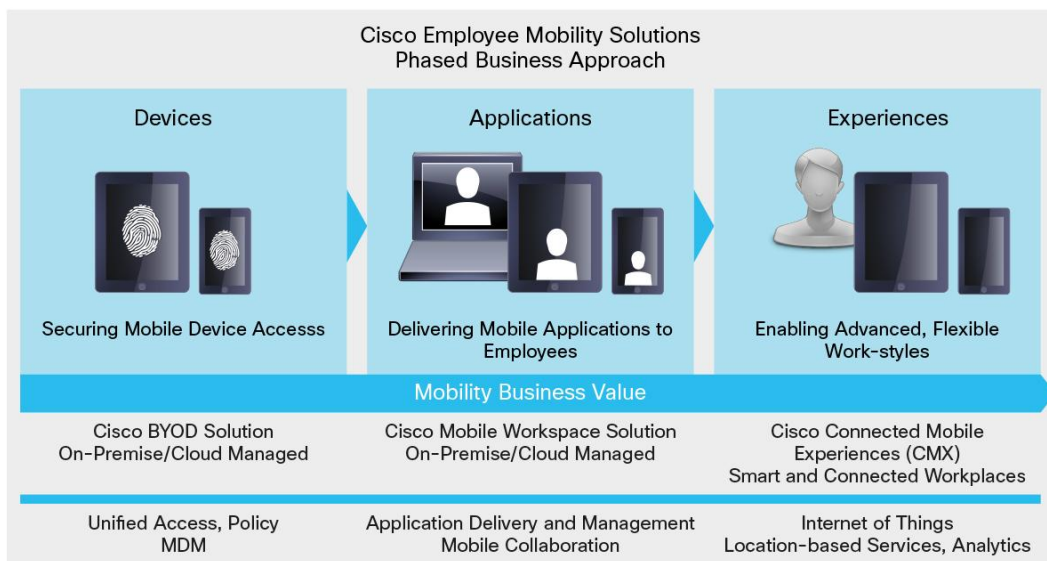 Cisco Employee Mobility Solutions
Phased Business Approach
Devices
Securing Mobile Device Accesss
Applications
Delivering Mobile Applications to
Employees
Experiences
Enabling Advanced, Flexible
Work-styles
Mobility Business Value
Cisco BYOD Solution
On-Premise/Cloud Managed
Cisco Mobile Workspace Solution
On-Premise/Cloud Managed
Cisco Connected Mobile
Experiences (CMX)
Smart and Connected Workplaces
Unified Access, Policy
MDM
Application Delivery and Management
Mobile Collaboration
Internet of Things
Location-based Services, Analytics